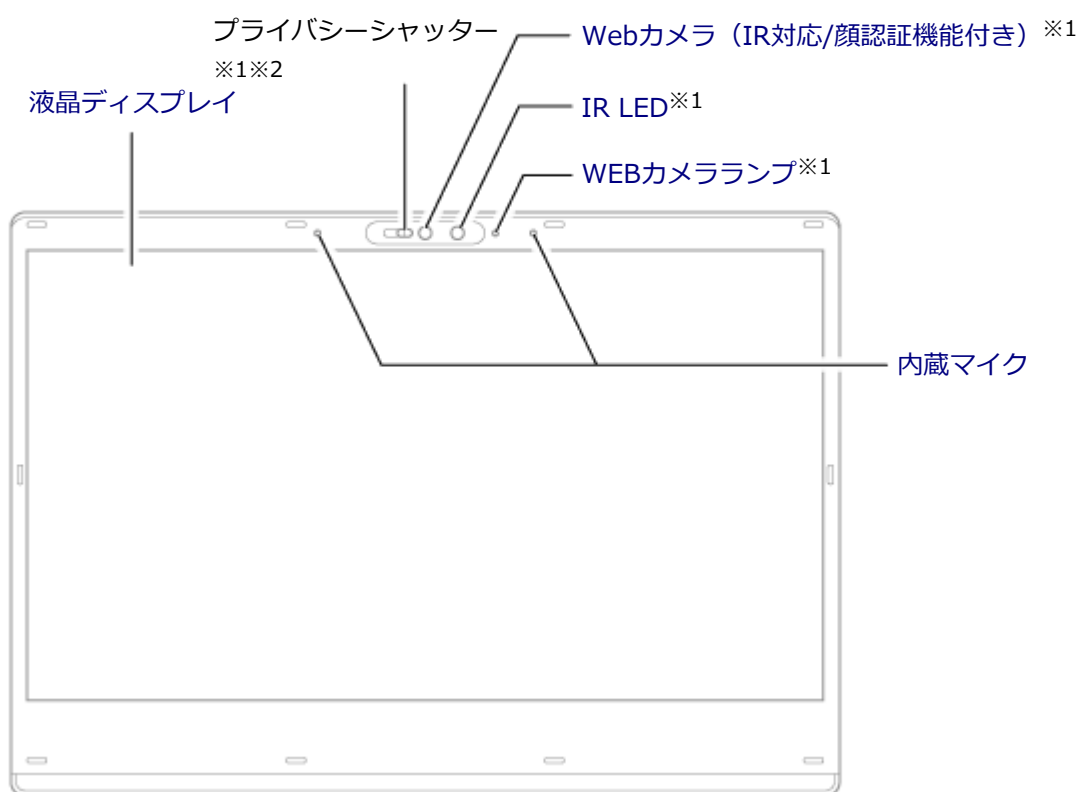 プライバシーシャッター
※1※2
Webカメラ（IR対応/顔認証機能付き）※1
液晶ディスプレイ
IR LED※1
WEBカメラランプ※1
内蔵マイク